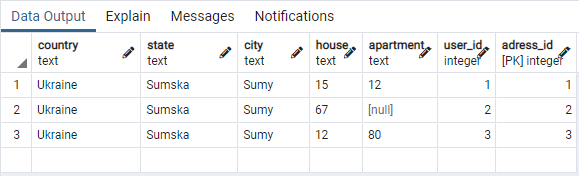 Data Output Explain Messages Notifications
country text state text city text house text apartment text user_id integer adress_id [PK] integer
1 Ukraine Sumska Sumy 15 12 1 1
2 Ukraine Sumska Sumy 67 [null] 2 2
3 Ukraine Sumska Sumy 12 80 3 3